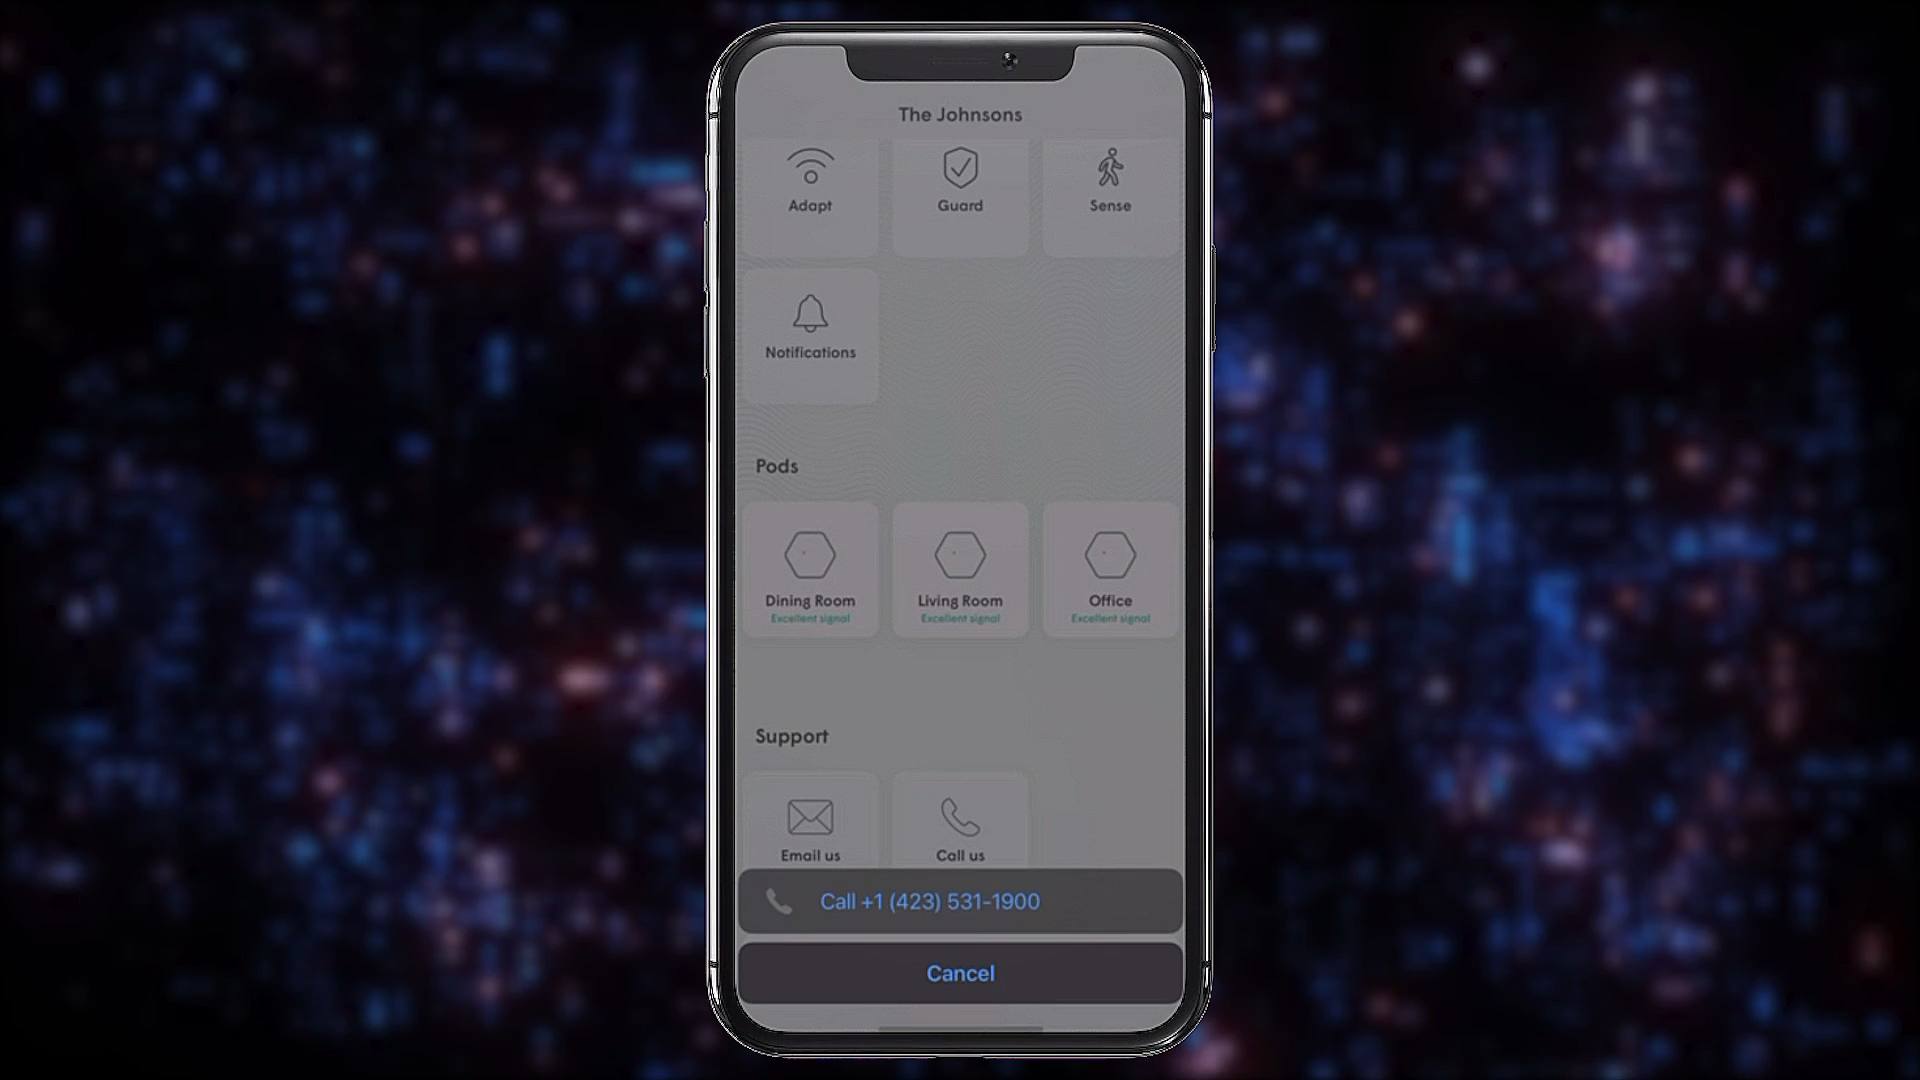 The Johnsons
Adapt
Guard
Sense
Notifications
Pods
Dining Room
Excellent signal
Living Room
Excellent signal
Office
Excellent signal
Support
Email us
Call us
Call +1 (423) 531-1900
Cancel